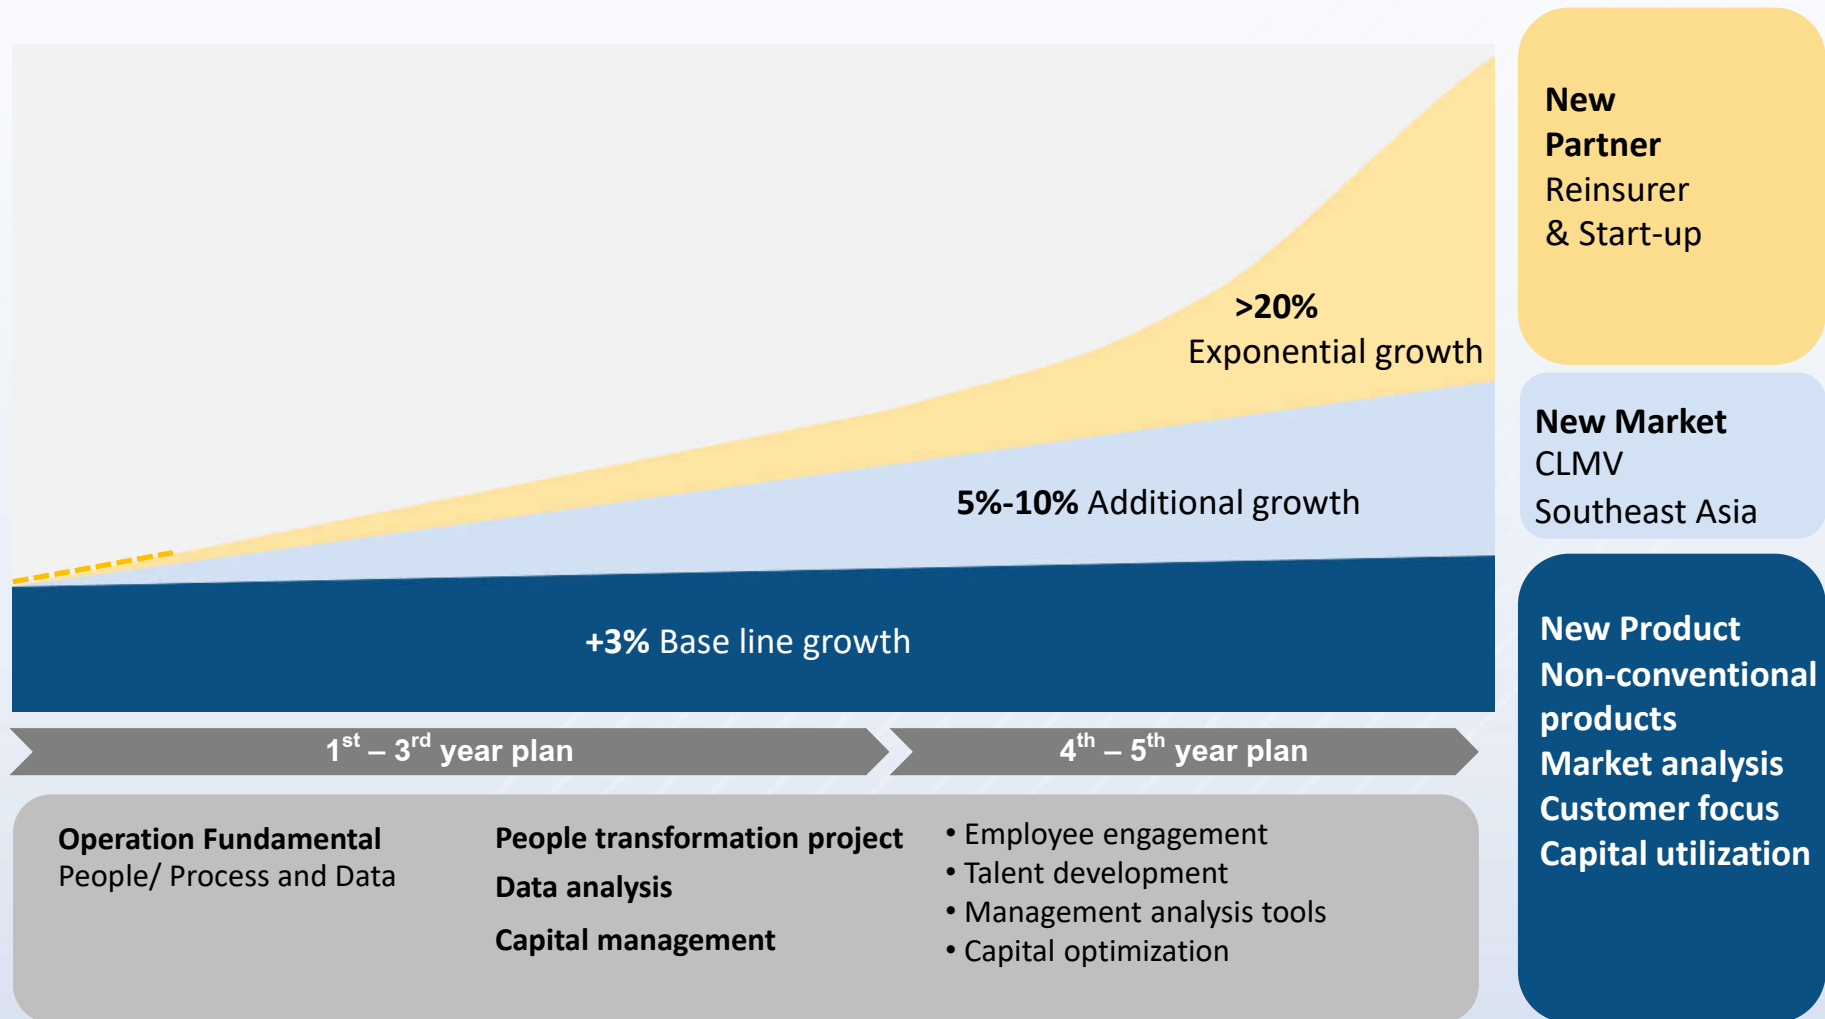 >20%
Exponential growth
5%-10% Additional growth
+3% Base line growth
New
Partner
Reinsurer
& Start-up
New Market
CLMV
Southeast Asia
New Product
Non-conventional
products
Market analysis
Customer focus
Capital utilization
1st – 3rd year plan
4th – 5th year plan
Operation Fundamental
People/ Process and Data
People transformation project
Data analysis
Capital management
• Employee engagement
• Talent development
• Management analysis tools
• Capital optimization